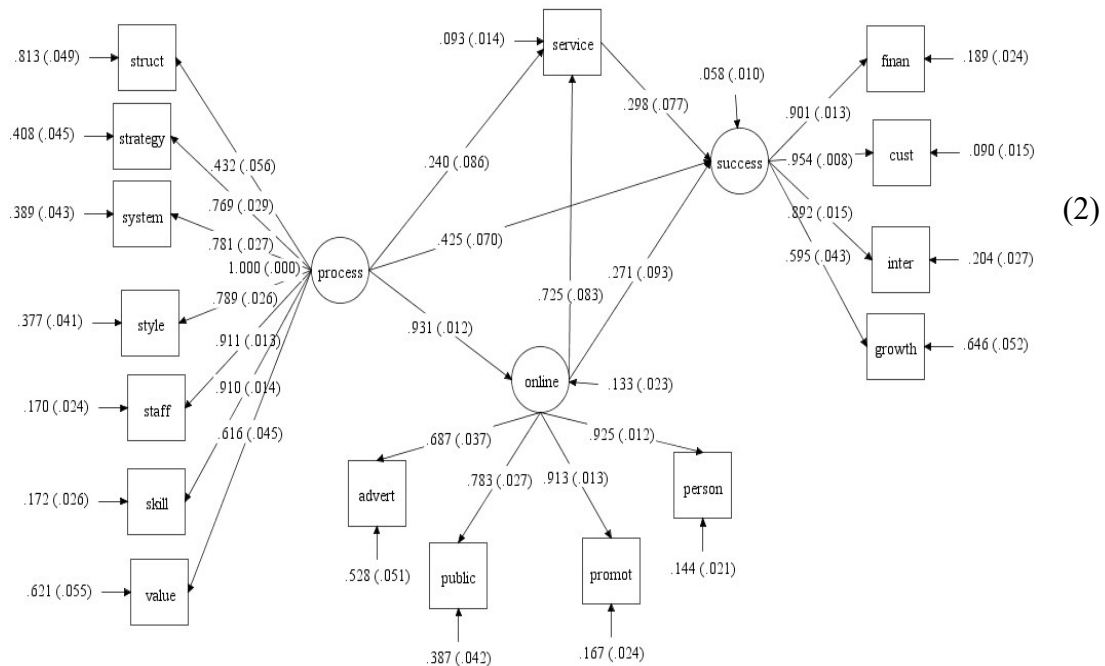 .813 (.049)
struct
.408 (.045)
strategy
.389 (.043)
system
.377 (.041)
style
.170 (.024)
staff
.172 (.026)
skill
.621 (.055)
value
.432 (.056)
.769 (.029)
.781 (.027)
1.000 (.000)
.789 (.026)
.911 (.013)
.910 (.014)
.616 (.045)
process
.093 (.014)
service
.240 (.086)
.425 (.070)
.931 (.012)
.298 (.077)
.725 (.083)
.271 (.093)
.058 (.010)
success
online
.133 (.023)
.687 (.037)
.783 (.027)
.913 (.013)
.925 (.012)
advert
public
promot
person
.528 (.051)
.387 (.042)
.167 (.024)
.144 (.021)
.901 (.013)
.954 (.008)
.892 (.015)
.595 (.043)
finan
.189 (.024)
cust
.090 (.015)
inter
.204 (.027)
growth
.646 (.052)
(2)